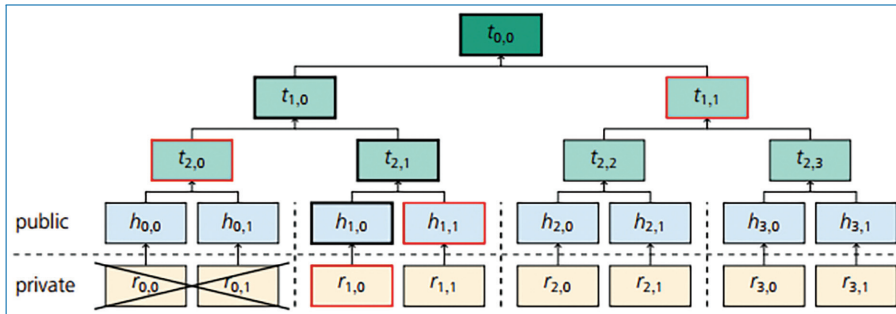 t0,0
t1,0 t1,1
t2,0 t2,1 t2,2 t2,3
public h0,0 h0,1 h1,0 h1,1 h2,0 h2,1 h3,0 h3,1
private r0,0 r0,1 r1,0 r1,1 r2,0 r2,1 r3,0 r3,1